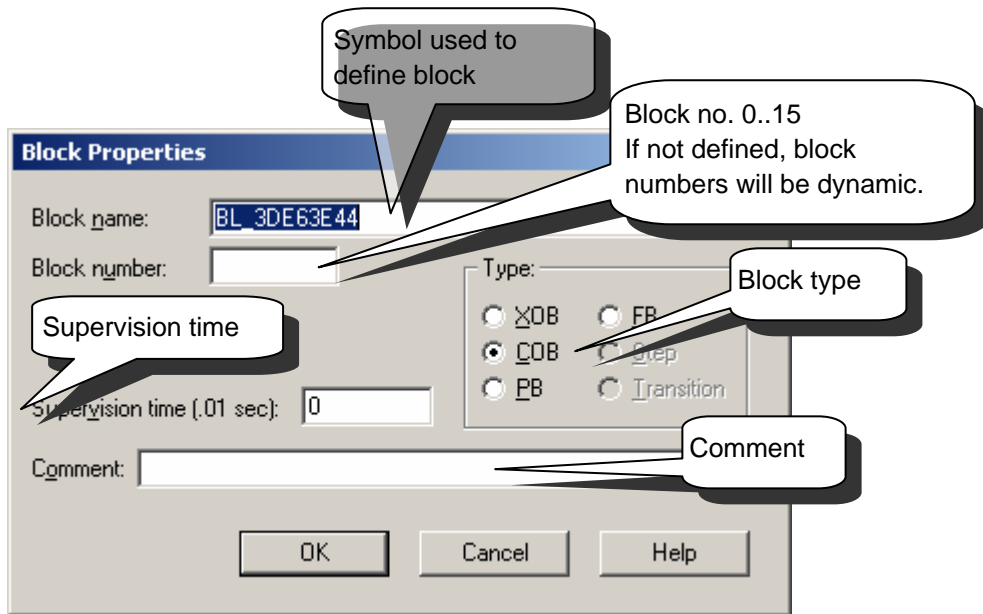 Symbol used to
define block
Block no. 0..15
If not defined, block
numbers will be dynamic.
Block Properties
Block name: BL_3DE63E44
Block number:
Type:
Block type
Supervision time
XOB FB
COB Step
PB Transition
Supervision time (.01 sec): 0
Comment
Comment:
OK Cancel Help